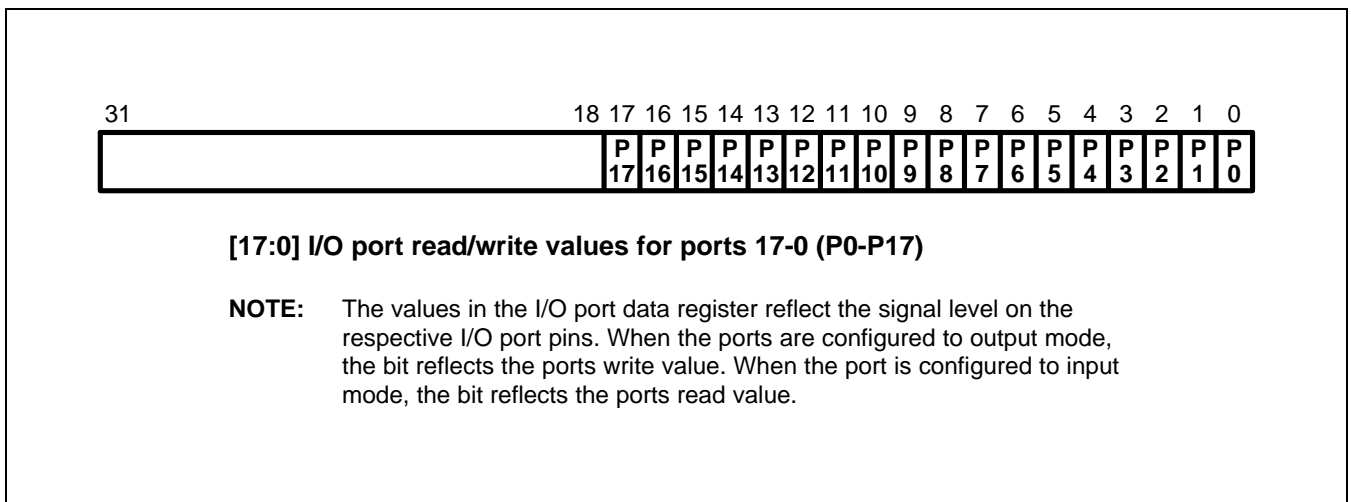 31 18 17 16 15 14 13 12 11 10 9 8 7 6 5 4 3 2 1 0
P P P P P P P P P P P P P P P P P P
17 16 15 14 13 12 11 10 9 8 7 6 5 4 3 2 1 0
[17:0] I/O port read/write values for ports 17-0 (P0-P17)
NOTE: The values in the I/O port data register reflect the signal level on the
respective I/O port pins. When the ports are configured to output mode,
the bit reflects the ports write value. When the port is configured to input
mode, the bit reflects the ports read value.